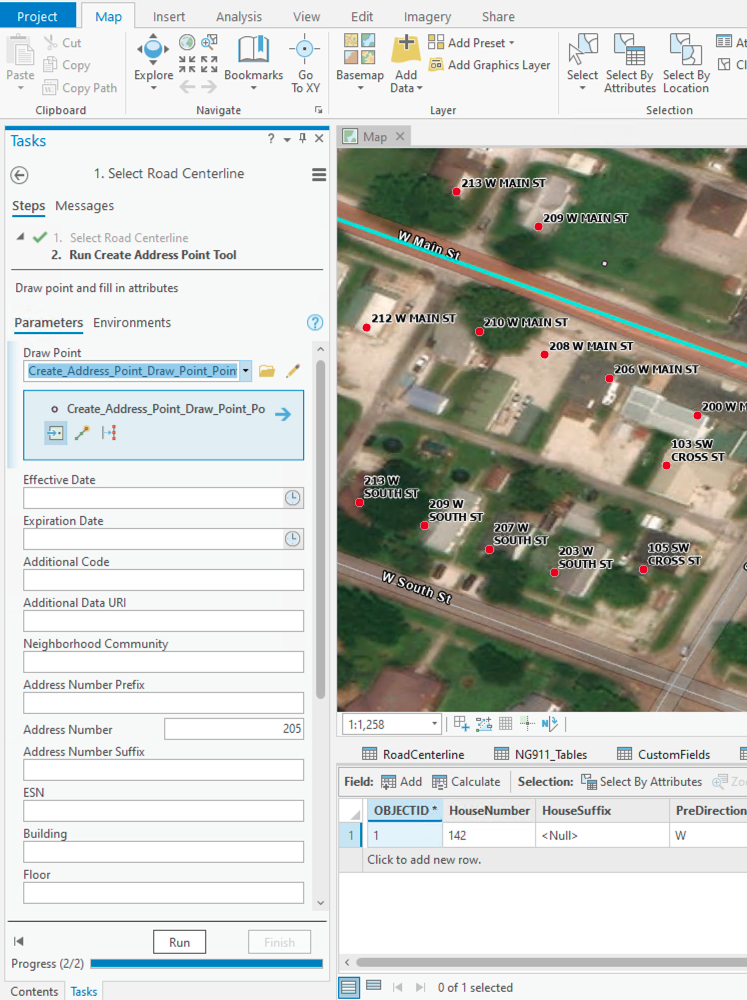 Project Map Insert Analysis View Edit Imagery Share
Paste
Cut
Copy
Copy Path
Clipboard
Explore
Bookmarks
Go To XY
Navigate
Basemap
Add Data
Add Preset
Add Graphics Layer
Layer
Select
Select By Attributes
Select By Location
At
Cl
Selection
Tasks
?
1. Select Road Centerline
Steps Messages
1. Select Road Centerline
2. Run Create Address Point Tool
Draw point and fill in attributes
Parameters Environments
?
Draw Point
Create_Address_Point_Draw_Point_Poin
Create_Address_Point_Draw_Point_Po
Effective Date
Expiration Date
Additional Code
Additional Data URI
Neighborhood Community
Address Number Prefix
Address Number 205
Address Number Suffix
ESN
Building
Floor
Run Finish
Progress (2/2)
Contents Tasks
Map
213 W MAIN ST
209 W MAIN ST
W Main St
212 W MAIN ST
210 W MAIN ST
208 W MAIN ST
206 W MAIN ST
200 W M
103 SW
CROSS ST
213 W
SOUTH ST
209 W
SOUTH ST
207 W
SOUTH ST
203 W
SOUTH ST
105 SW
CROSS ST
W South St
1:1,258
RoadCenterline NG911_Tables CustomFields
Field: Add Calculate Selection: Select By Attributes Zo
OBJECTID * HouseNumber HouseSuffix PreDirection
1 1 142 <Null> W
Click to add new row.
0 of 1 selected